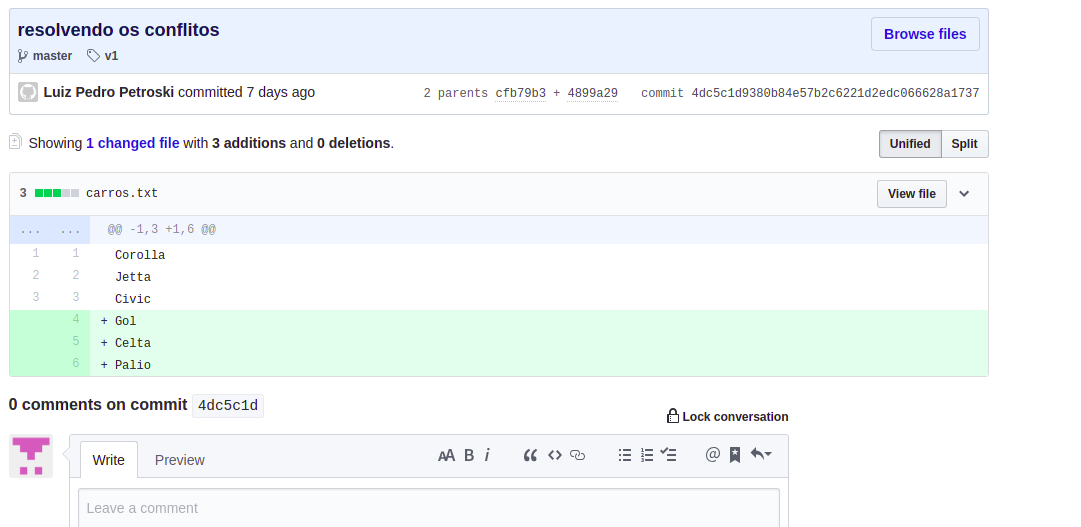 resolvendo os conflitos
Browse files
master v1
Luiz Pedro Petroski committed 7 days ago
2 parents cfb79b3 + 4899a29 commit 4dc5c1d9380b84e57b2c6221d2edc066628a1737
Showing 1 changed file with 3 additions and 0 deletions.
Unified Split
3 carros.txt
View file
... ... @@ -1,3 +1,6 @@
1 1 Corolla
2 2 Jetta
3 3 Civic
4 + Gol
5 + Celta
6 + Palio
0 comments on commit 4dc5c1d
Lock conversation
Write Preview
Leave a comment